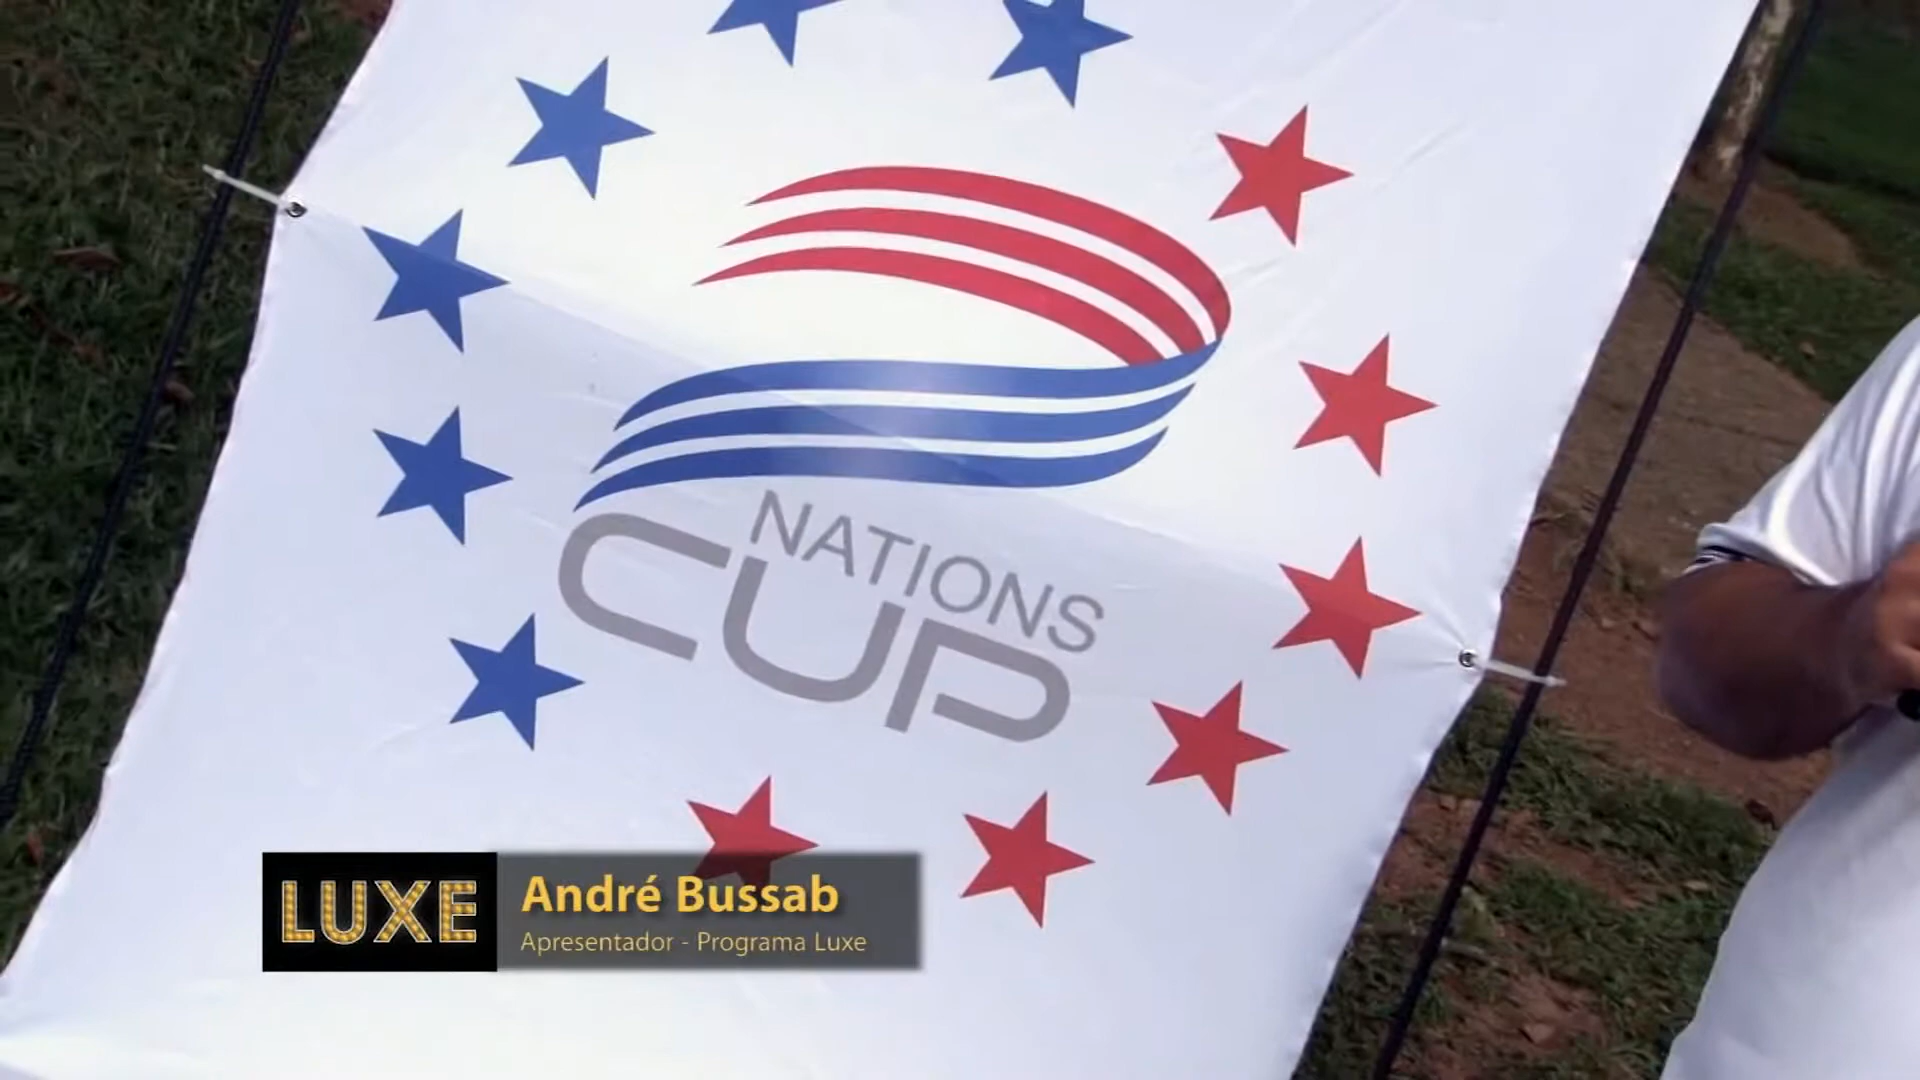 NATIONS
CUP
LUXE
André Bussab
Apresentador - Programa Luxe